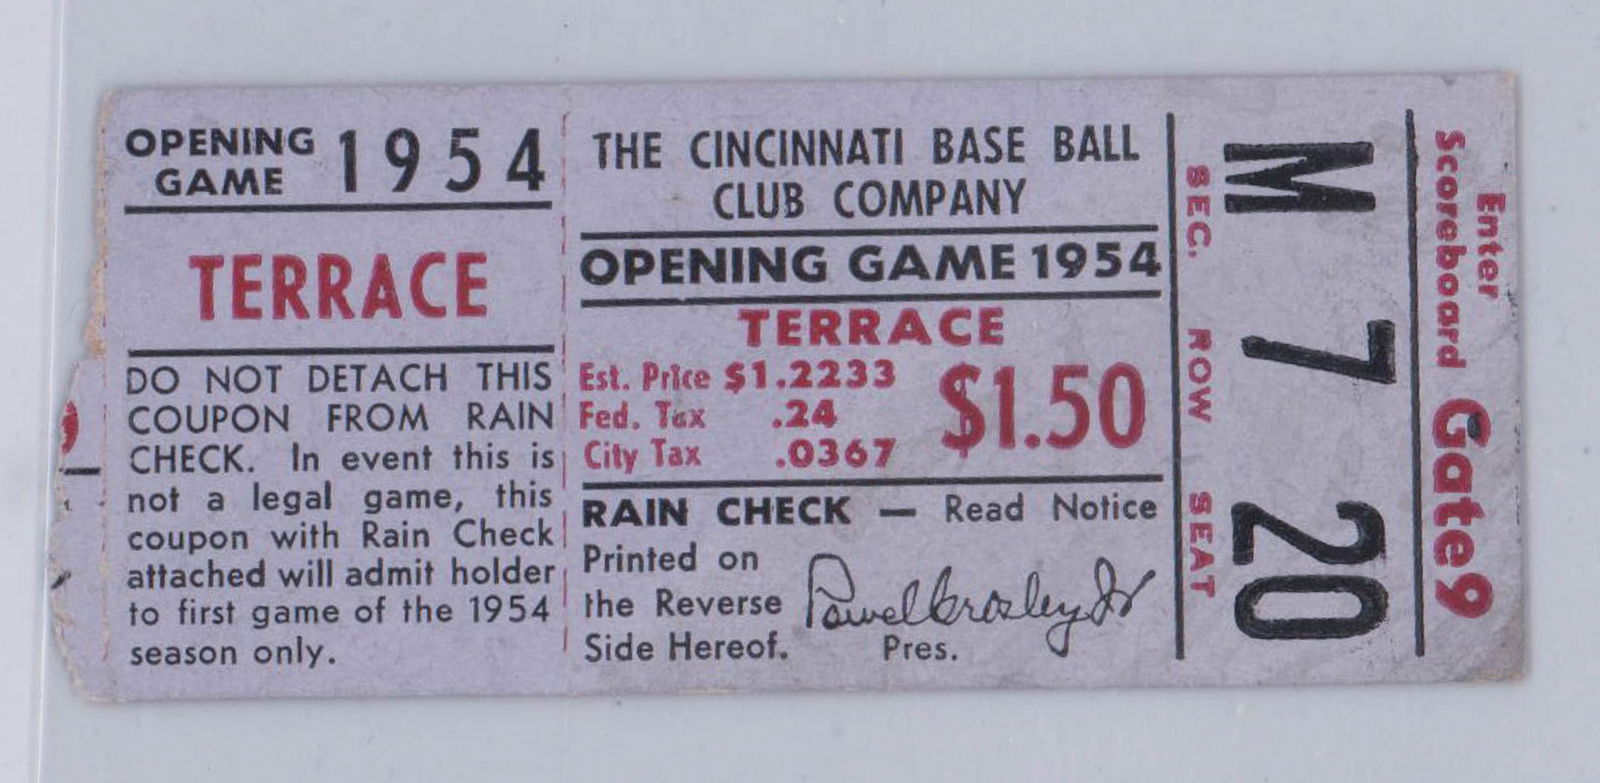 OPENING GAME 1954
TERRACE
DO NOT DETACH THIS
COUPON FROM RAIN
CHECK. In event this is
not a legal game, this
coupon with Rain Check
attached will admit holder
to first game of the 1954
season only.
THE CINCINNATI BASE BALL
CLUB COMPANY
OPENING GAME 1954
TERRACE
Est. Price $1.2233
Fed. Tax .24
City Tax .0367
$1.50
RAIN CHECK — Read Notice
Printed on
the Reverse
Side Hereof.
Powel Crosley Jr
Pres.
M 7 20
SEC. ROW SEAT
Enter
Scoreboard Gate 9